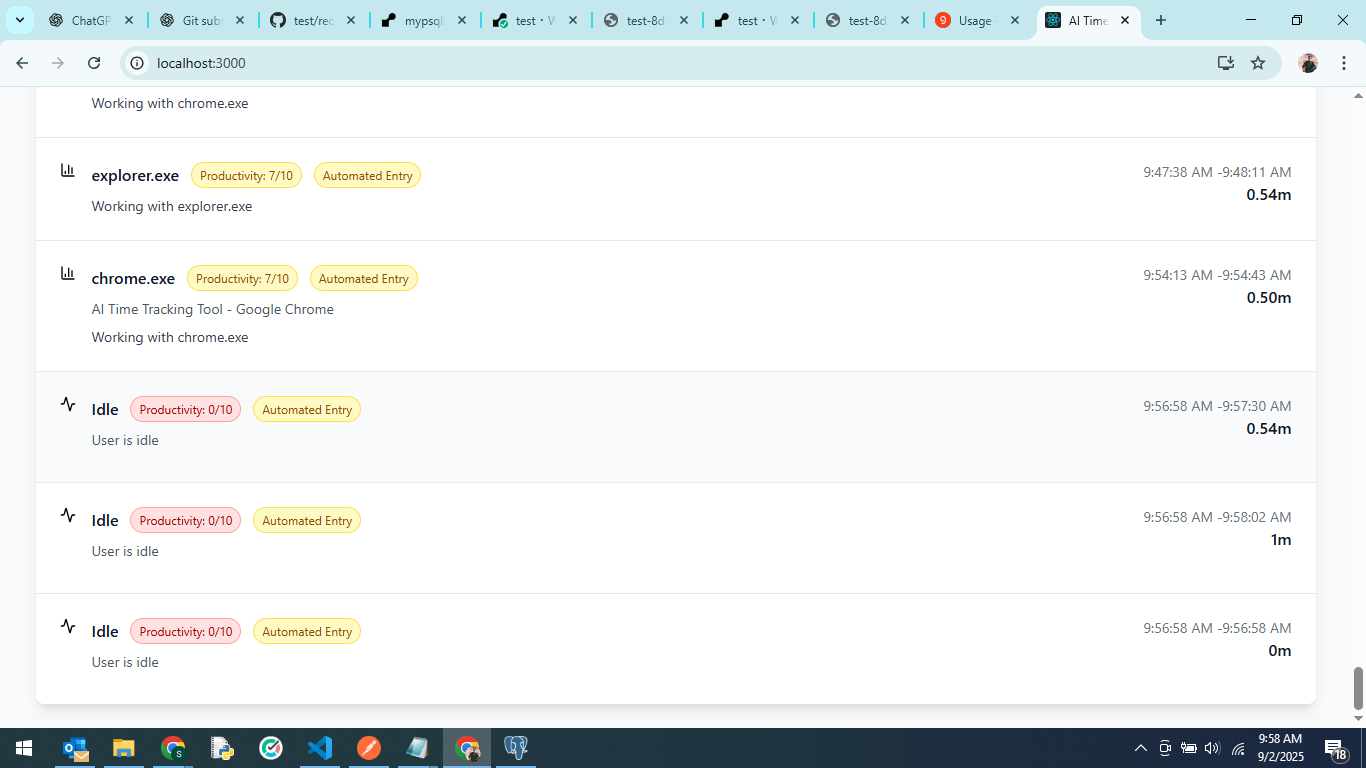 ChatGP
Git sub
test/rec
mypsql
test · W
test-8d
test · W
test-8d
9
Usage
AI Time
localhost:3000
Working with chrome.exe
explorer.exe
Productivity: 7/10
Automated Entry
9:47:38 AM -9:48:11 AM
Working with explorer.exe
0.54m
chrome.exe
Productivity: 7/10
Automated Entry
9:54:13 AM -9:54:43 AM
AI Time Tracking Tool - Google Chrome
0.50m
Working with chrome.exe
Idle
Productivity: 0/10
Automated Entry
9:56:58 AM -9:57:30 AM
User is idle
0.54m
Idle
Productivity: 0/10
Automated Entry
9:56:58 AM -9:58:02 AM
User is idle
1m
Idle
Productivity: 0/10
Automated Entry
9:56:58 AM -9:56:58 AM
User is idle
0m
S
9:58 AM
9/2/2025
18